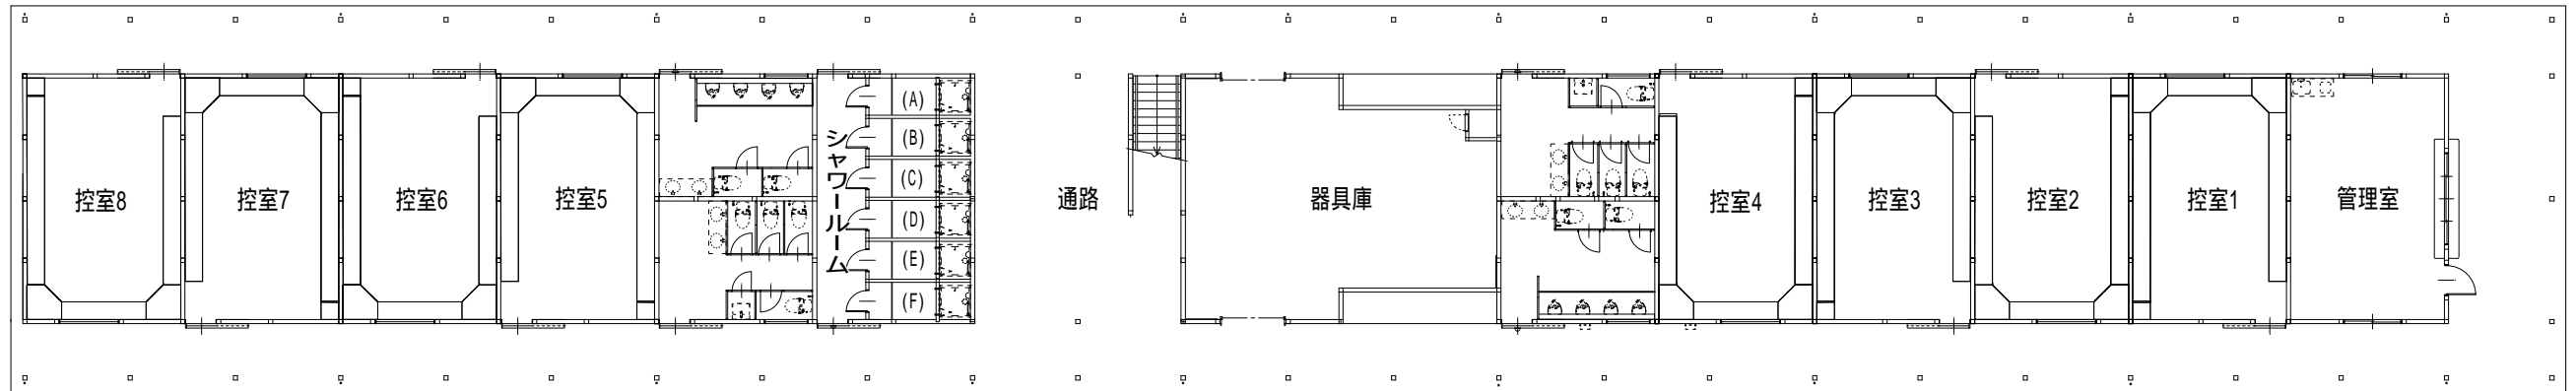 控室8
控室7
控室6
控室5
シャワールーム
(A)
(B)
(C)
(D)
(E)
(F)
通路
器具庫
控室4
控室3
控室2
控室1
管理室